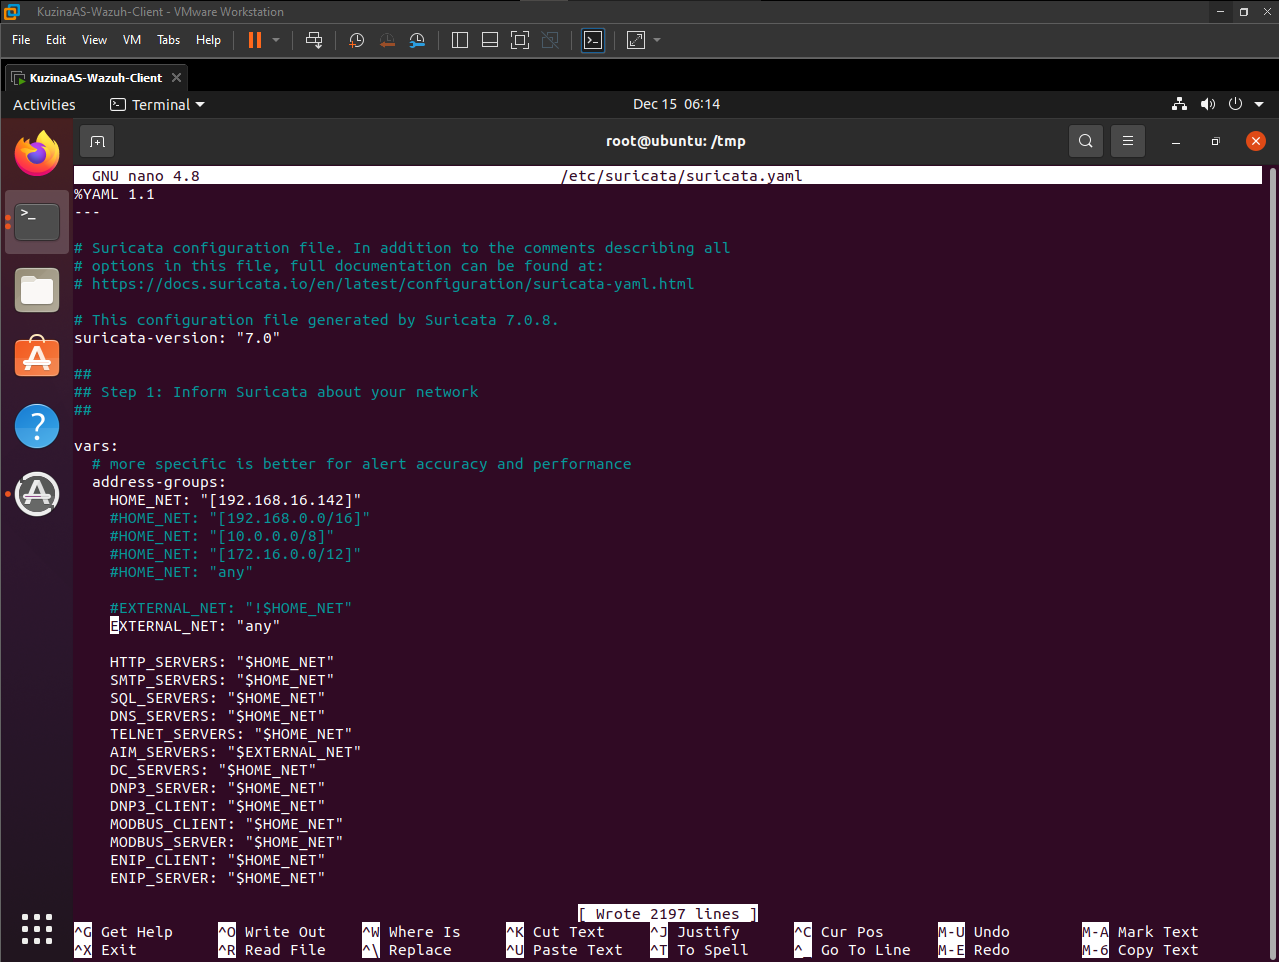 KuzinaAS-Wazuh-Client - VMware Workstation
File Edit View VM Tabs Help
KuzinaAS-Wazuh-Client
Activities Terminal Dec 15 06:14
root@ubuntu: /tmp
GNU nano 4.8 /etc/suricata/suricata.yaml
%YAML 1.1
---
# Suricata configuration file. In addition to the comments describing all
# options in this file, full documentation can be found at:
# https://docs.suricata.io/en/latest/configuration/suricata-yaml.html
# This configuration file generated by Suricata 7.0.8.
suricata-version: "7.0"
##
## Step 1: Inform Suricata about your network
##
vars:
# more specific is better for alert accuracy and performance
address-groups:
HOME_NET: "[192.168.16.142]"
#HOME_NET: "[192.168.0.0/16]"
#HOME_NET: "[10.0.0.0/8]"
#HOME_NET: "[172.16.0.0/12]"
#HOME_NET: "any"
#EXTERNAL_NET: "!$HOME_NET"
EXTERNAL_NET: "any"
HTTP_SERVERS: "$HOME_NET"
SMTP_SERVERS: "$HOME_NET"
SQL_SERVERS: "$HOME_NET"
DNS_SERVERS: "$HOME_NET"
TELNET_SERVERS: "$HOME_NET"
AIM_SERVERS: "$EXTERNAL_NET"
DC_SERVERS: "$HOME_NET"
DNP3_SERVER: "$HOME_NET"
DNP3_CLIENT: "$HOME_NET"
MODBUS_CLIENT: "$HOME_NET"
MODBUS_SERVER: "$HOME_NET"
ENIP_CLIENT: "$HOME_NET"
ENIP_SERVER: "$HOME_NET"
[ Wrote 2197 lines ]
^G Get Help ^O Write Out ^W Where Is ^K Cut Text ^J Justify ^C Cur Pos M-U Undo M-A Mark Text
^X Exit ^R Read File ^\ Replace ^U Paste Text ^T To Spell ^_ Go To Line M-E Redo M-6 Copy Text